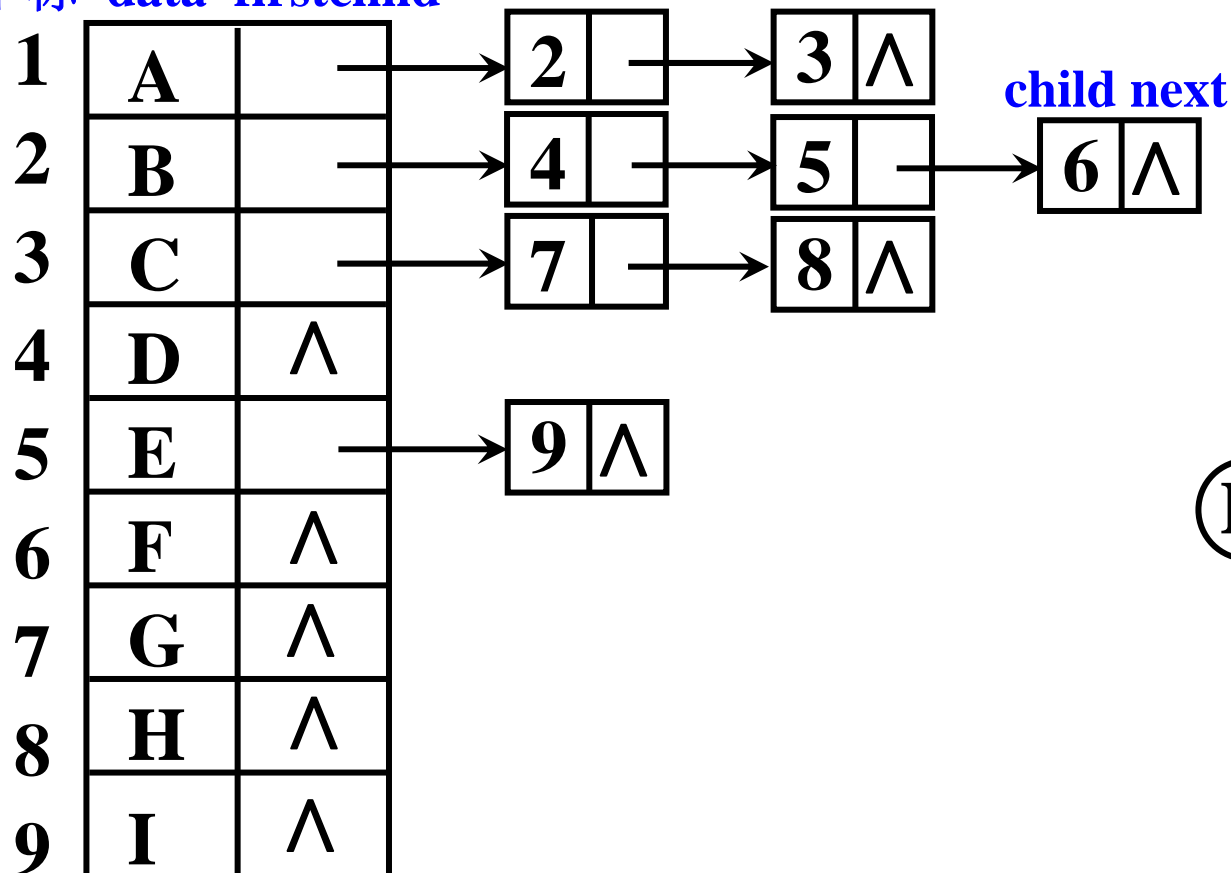 标 data firstchild
1 A 2 3 ∧
child next
2 B 4 5 6 ∧
3 C 7 8 ∧
4 D ∧
5 E 9 ∧
6 F ∧
7 G ∧
8 H ∧
9 I ∧